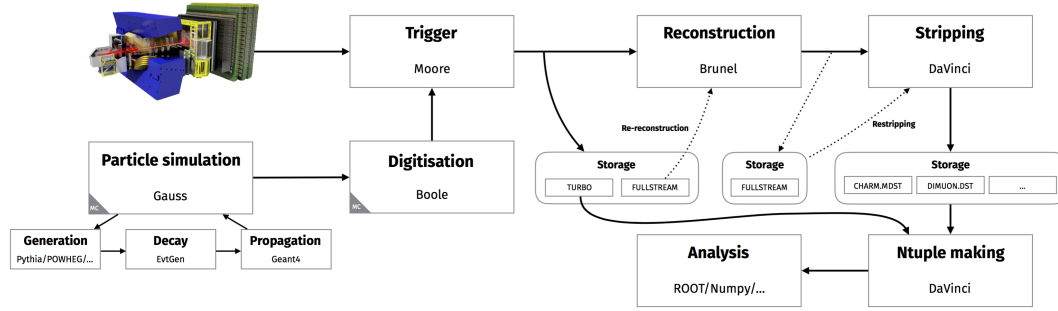 Trigger
Moore
Reconstruction
Brunel
Stripping
DaVinci
Re-reconstruction
Restripping
Particle simulation
Gauss
MC
Digitisation
Boole
MC
Storage
TURBO
FULLSTREAM
Storage
FULLSTREAM
Storage
CHARM.MDST
DIMUON.DST
...
Generation
Pythia/POWHEG/...
Decay
EvtGen
Propagation
Geant4
Analysis
ROOT/Numpy/...
Ntuple making
DaVinci